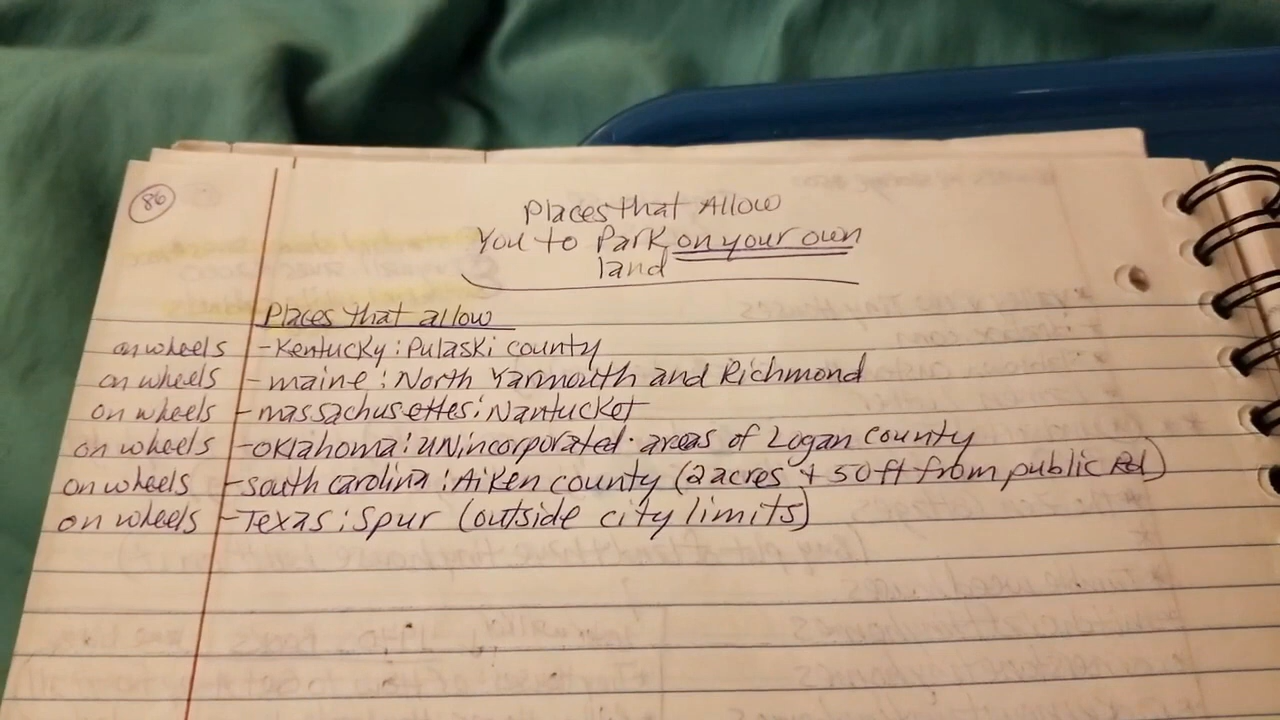 86
Places that Allow
You to Park on your own
land
Places that allow
on wheels -Kentucky: Pulaski county
on wheels -maine: North Yarmouth and Richmond
on wheels -massachusettes: Nantucket
on wheels -oklahoma: unincorporated. areas of Logan county
on wheels -south carolina: Aiken county (2 acres + 50ft from public Rd)
on wheels -Texas: Spur (outside city limits)